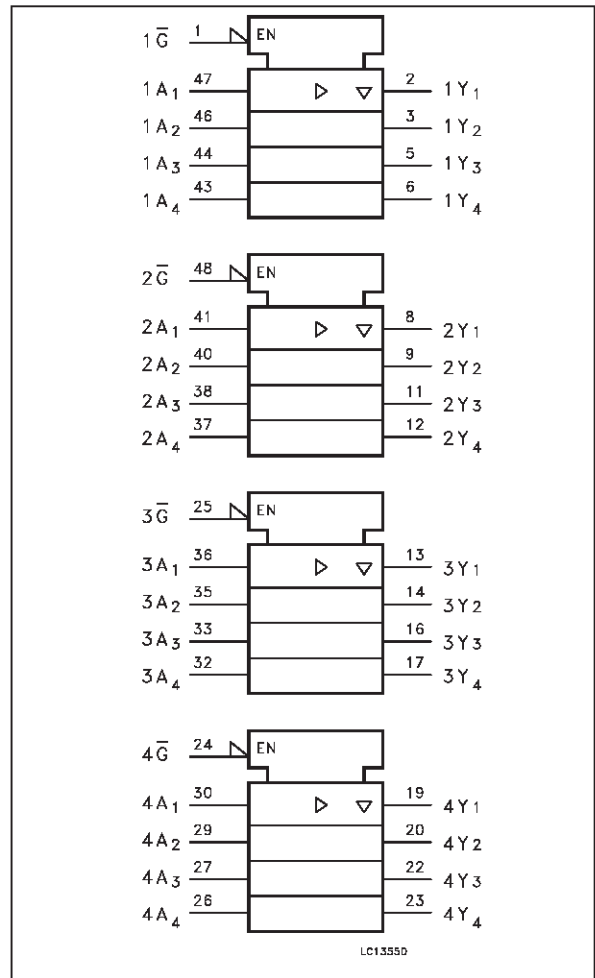 1G̅ 1 EN
1A₁ 47 2 1Y₁
1A₂ 46 3 1Y₂
1A₃ 44 5 1Y₃
1A₄ 43 6 1Y₄
2G̅ 48 EN
2A₁ 41 8 2Y₁
2A₂ 40 9 2Y₂
2A₃ 38 11 2Y₃
2A₄ 37 12 2Y₄
3G̅ 25 EN
3A₁ 36 13 3Y₁
3A₂ 35 14 3Y₂
3A₃ 33 16 3Y₃
3A₄ 32 17 3Y₄
4G̅ 24 EN
4A₁ 30 19 4Y₁
4A₂ 29 20 4Y₂
4A₃ 27 22 4Y₃
4A₄ 26 23 4Y₄
LC1355D